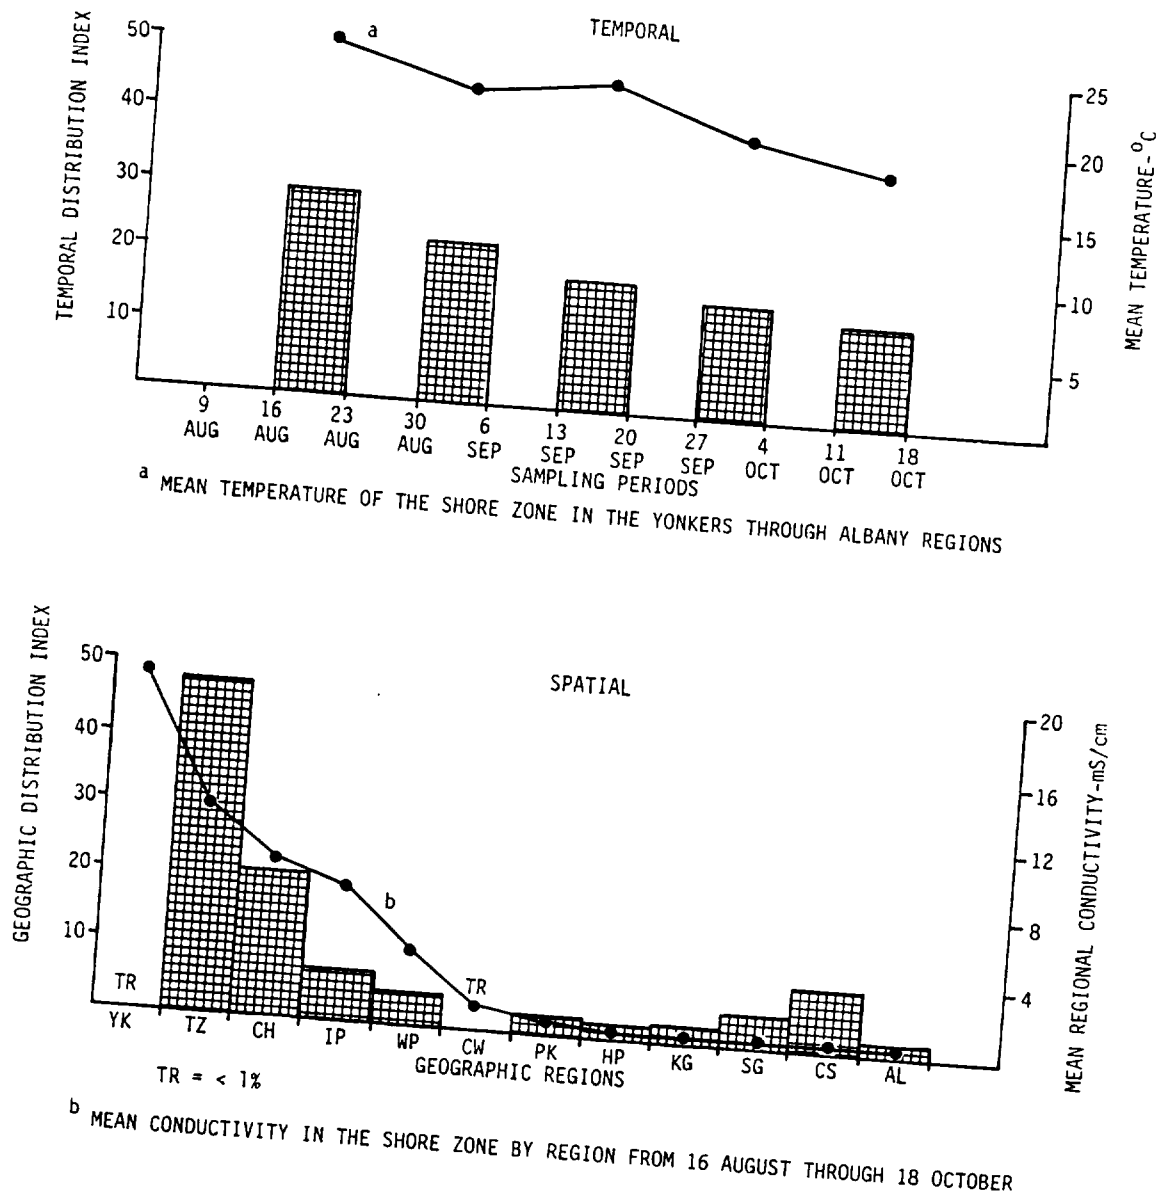 TEMPORAL
TEMPORAL DISTRIBUTION INDEX
50
40
30
20
10
a
25
20
15
10
5
MEAN TEMPERATURE-°C
9 AUG
16 AUG
23 AUG
30 AUG
6 SEP
13 SEP
20 SEP
27 SEP
4 OCT
11 OCT
18 OCT
SAMPLING PERIODS
a MEAN TEMPERATURE OF THE SHORE ZONE IN THE YONKERS THROUGH ALBANY REGIONS
SPATIAL
GEOGRAPHIC DISTRIBUTION INDEX
50
40
30
20
10
b
TR
TR
20
16
12
8
4
MEAN REGIONAL CONDUCTIVITY-mS/cm
YK TZ CH IP WP CW PK HP KG SG CS AL
GEOGRAPHIC REGIONS
TR = < 1%
b MEAN CONDUCTIVITY IN THE SHORE ZONE BY REGION FROM 16 AUGUST THROUGH 18 OCTOBER